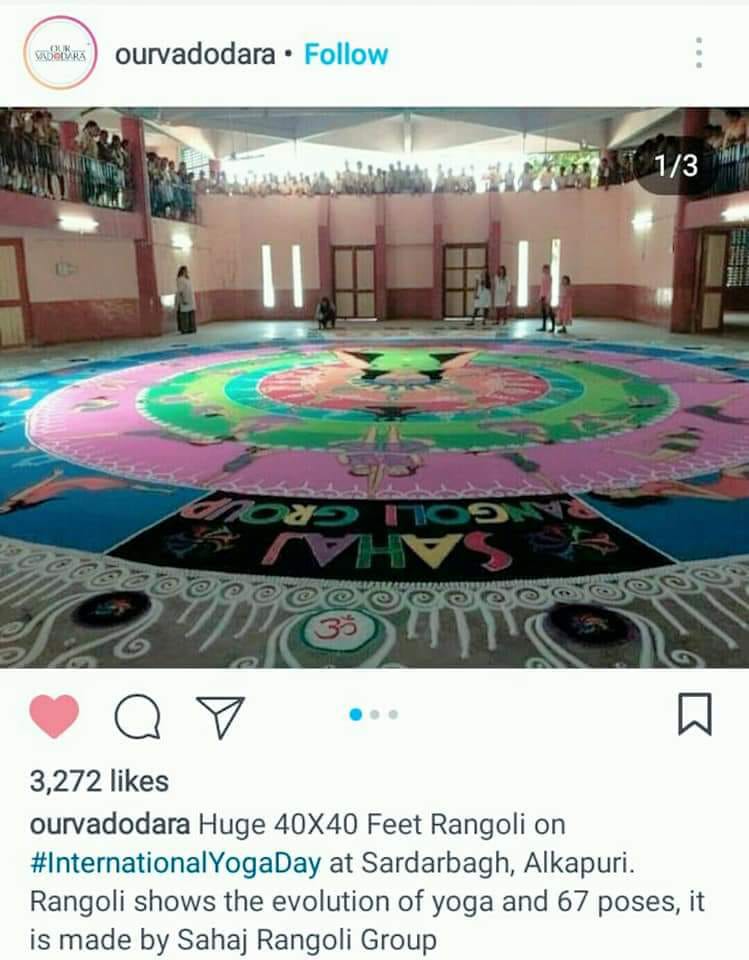 OUR
VADODARA
ourvadodara • Follow
1/3
RANGOLI GROUP
SAHAJ
ॐ
3,272 likes
ourvadodara Huge 40X40 Feet Rangoli on
#InternationalYogaDay at Sardarbagh, Alkapuri.
Rangoli shows the evolution of yoga and 67 poses, it
is made by Sahaj Rangoli Group